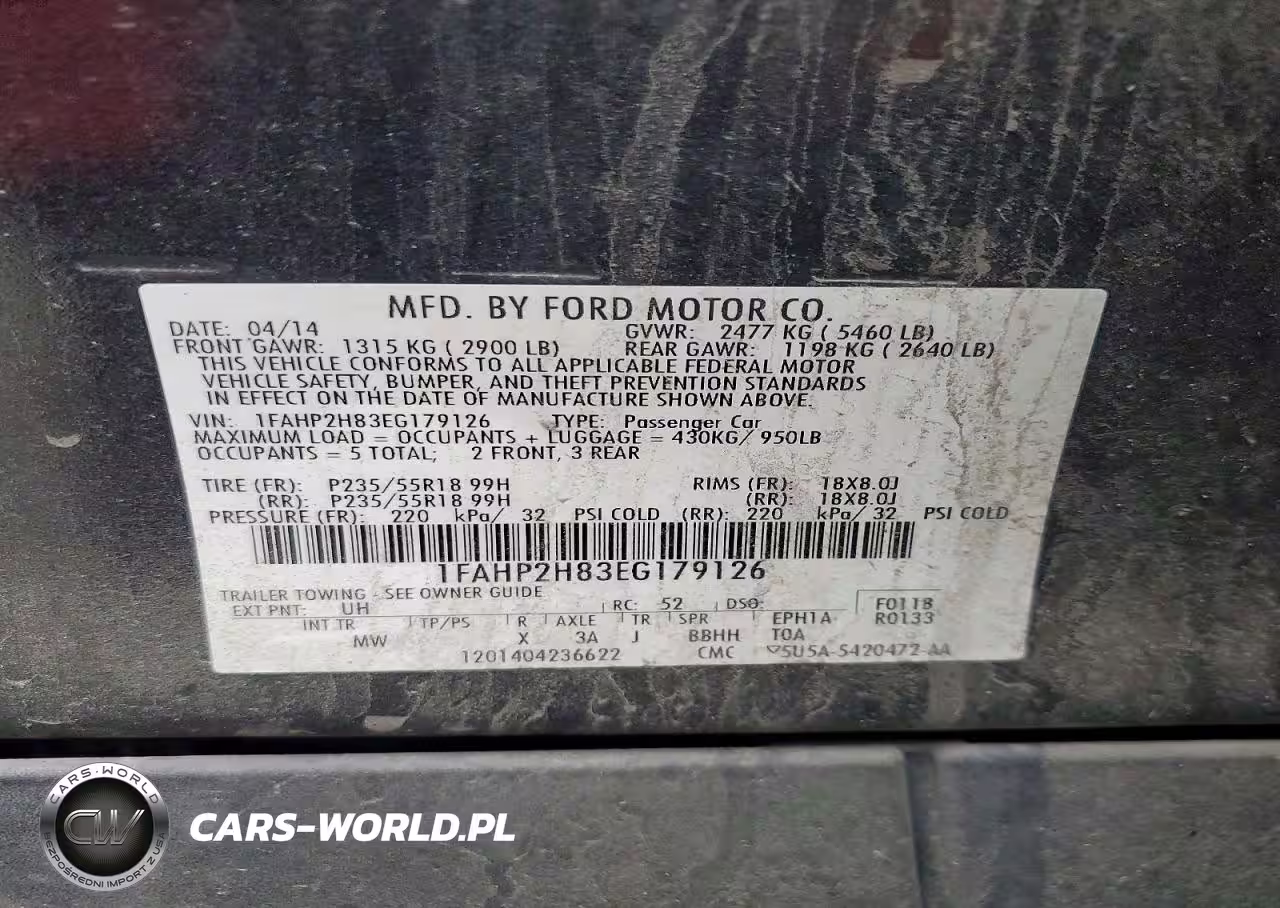 MFD. BY FORD MOTOR CO.
DATE: 04/14 GVWR: 2477 KG ( 5460 LB)
FRONT GAWR: 1315 KG ( 2900 LB) REAR GAWR: 1198 KG ( 2640 LB)
THIS VEHICLE CONFORMS TO ALL APPLICABLE FEDERAL MOTOR
VEHICLE SAFETY, BUMPER, AND THEFT PREVENTION STANDARDS
IN EFFECT ON THE DATE OF MANUFACTURE SHOWN ABOVE.
VIN: 1FAHP2H83EG179126 TYPE: Passenger Car
MAXIMUM LOAD = OCCUPANTS + LUGGAGE = 430KG/ 950LB
OCCUPANTS = 5 TOTAL; 2 FRONT, 3 REAR
TIRE (FR): P235/55R18 99H RIMS (FR): 18X8.0J
(RR): P235/55R18 99H (RR): 18X8.0J
PRESSURE (FR): 220 kPa/ 32 PSI COLD (RR): 220 kPa/ 32 PSI COLD
1FAHP2H83EG179126
TRAILER TOWING - SEE OWNER GUIDE
EXT PNT: UH RC: 52 DSO: F0118
INT TR TP/PS R AXLE TR SPR EPH1A R0133
MW X 3A J BBHH T0A
1201404236622 CMC 5U5A-5420472-AA
CARS-WORLD
CW
BEZPOŚREDNI IMPORT Z USA
CARS-WORLD.PL